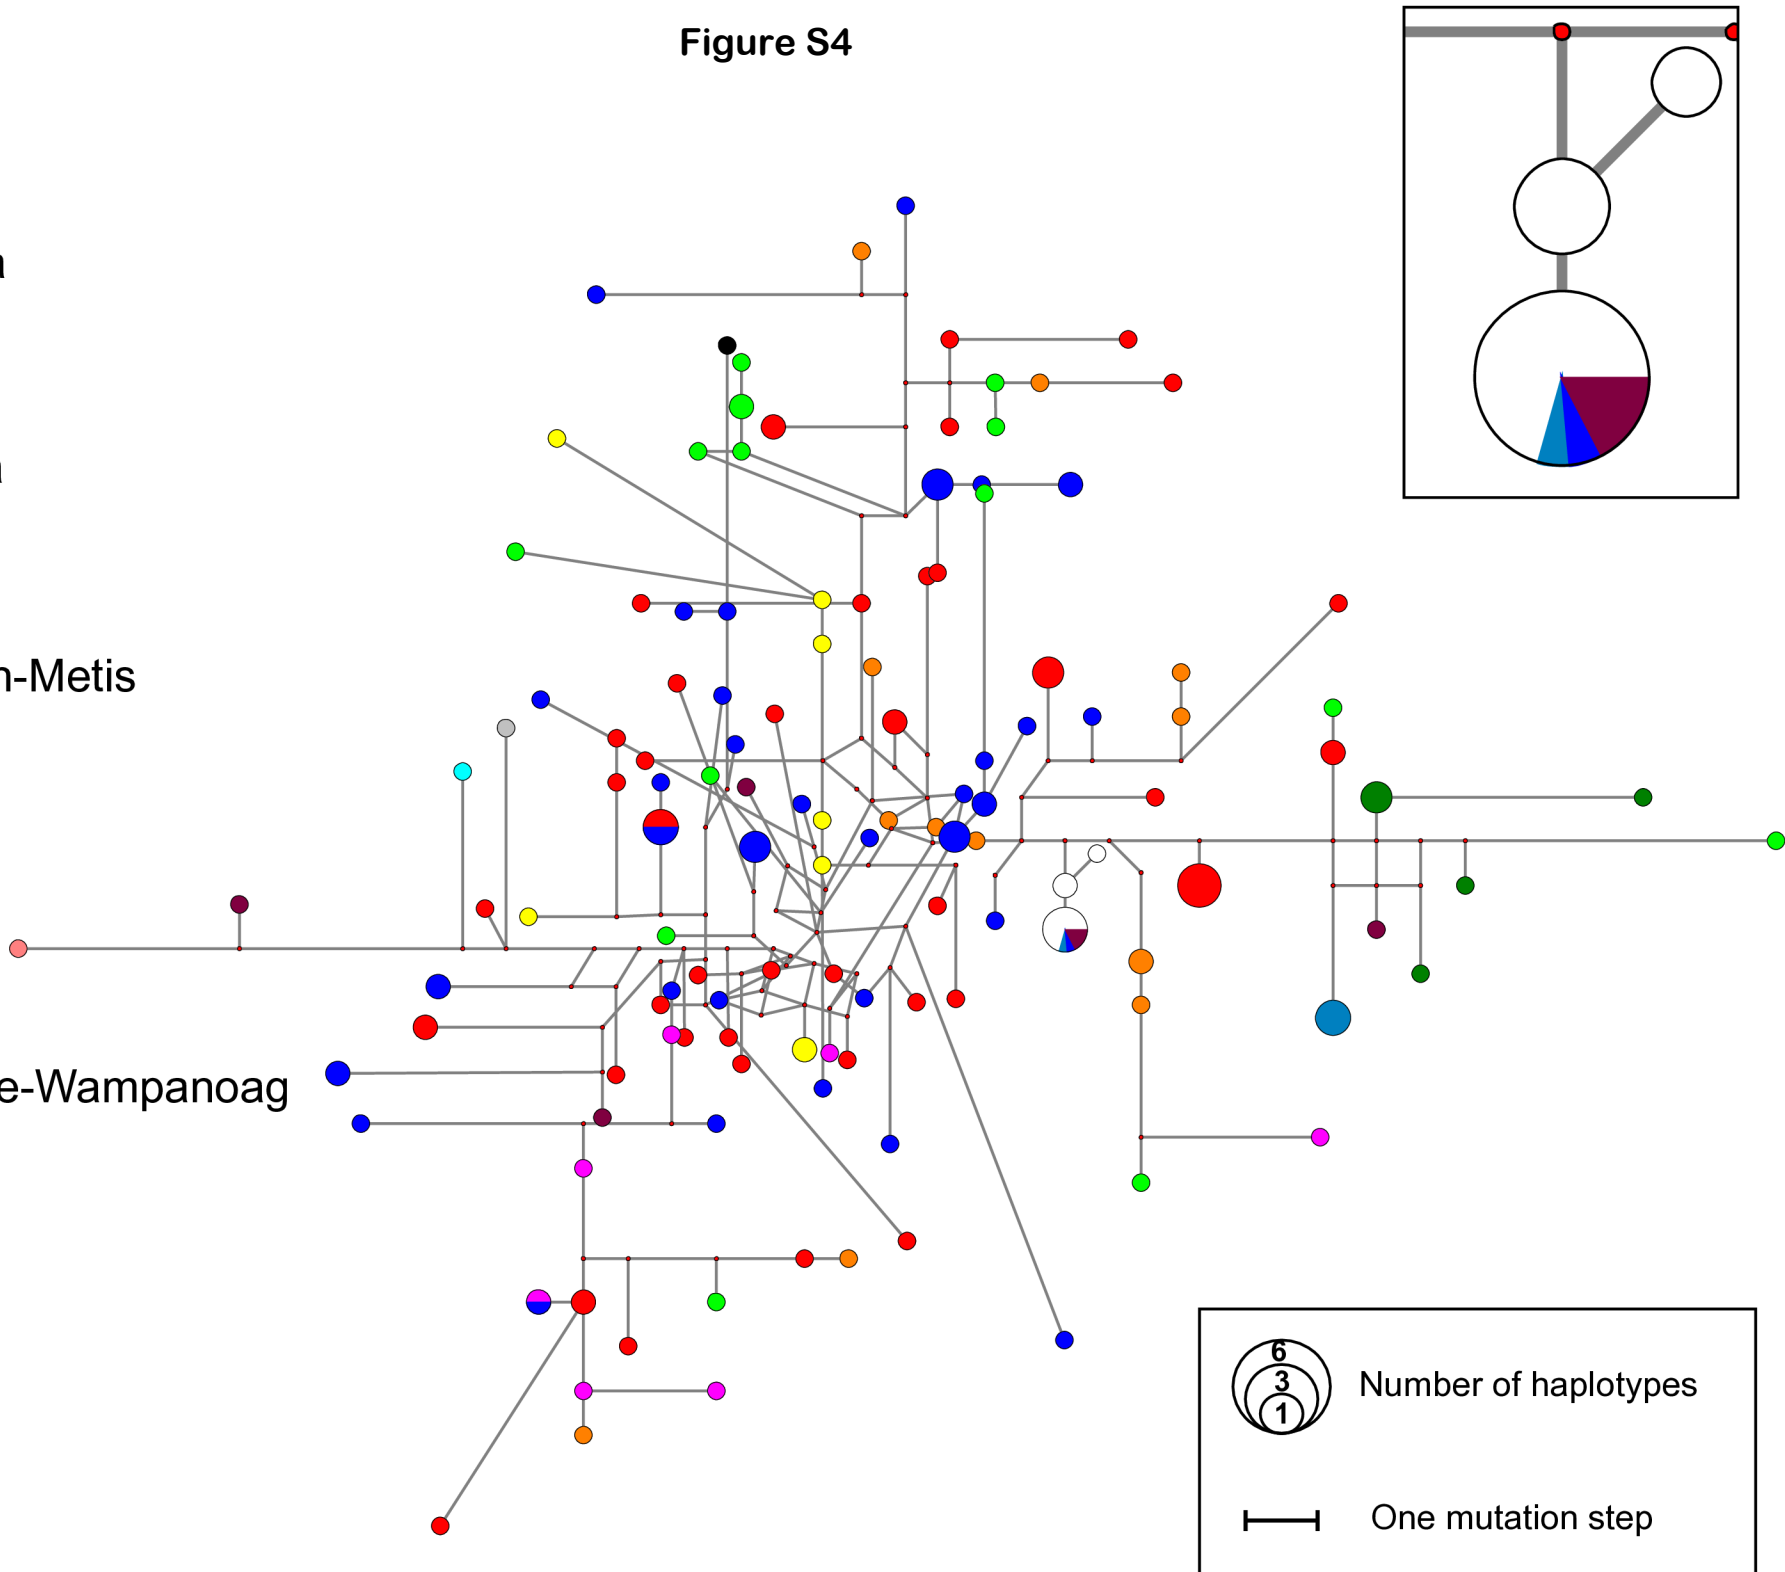 Figure S4
n-Metis
e-Wampanoag
6
3
1
Number of haplotypes
One mutation step